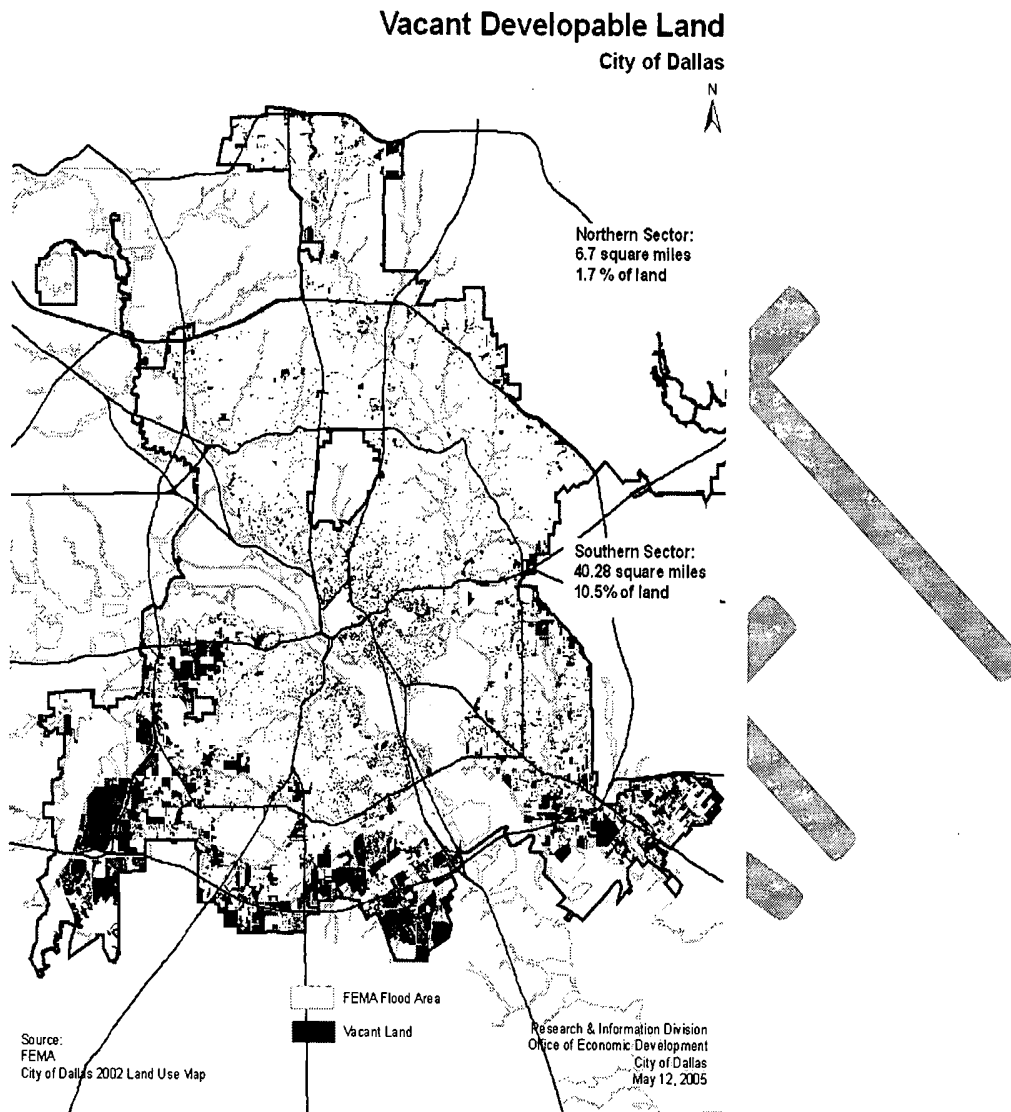 Vacant Developable Land
City of Dallas
N
Northern Sector:
6.7 square miles
1.7 % of land
Southern Sector:
40.28 square miles
10.5% of land
FEMA Flood Area
Vacant Land
Source:
FEMA
City of Dallas 2002 Land Use Map
Research & Information Division
Office of Economic Development
City of Dallas
May 12, 2005